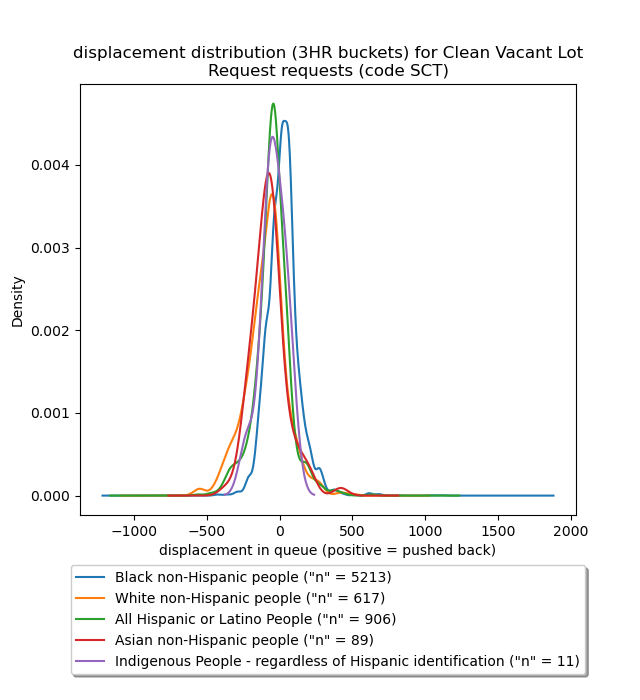 displacement distribution (3HR buckets) for Clean Vacant Lot
Request requests (code SCT)
Density
0.004
0.003
0.002
0.001
0.000
−1000
−500
0
500
1000
1500
2000
displacement in queue (positive = pushed back)
Black non-Hispanic people ("n" = 5213)
White non-Hispanic people ("n" = 617)
All Hispanic or Latino People ("n" = 906)
Asian non-Hispanic people ("n" = 89)
Indigenous People - regardless of Hispanic identification ("n" = 11)